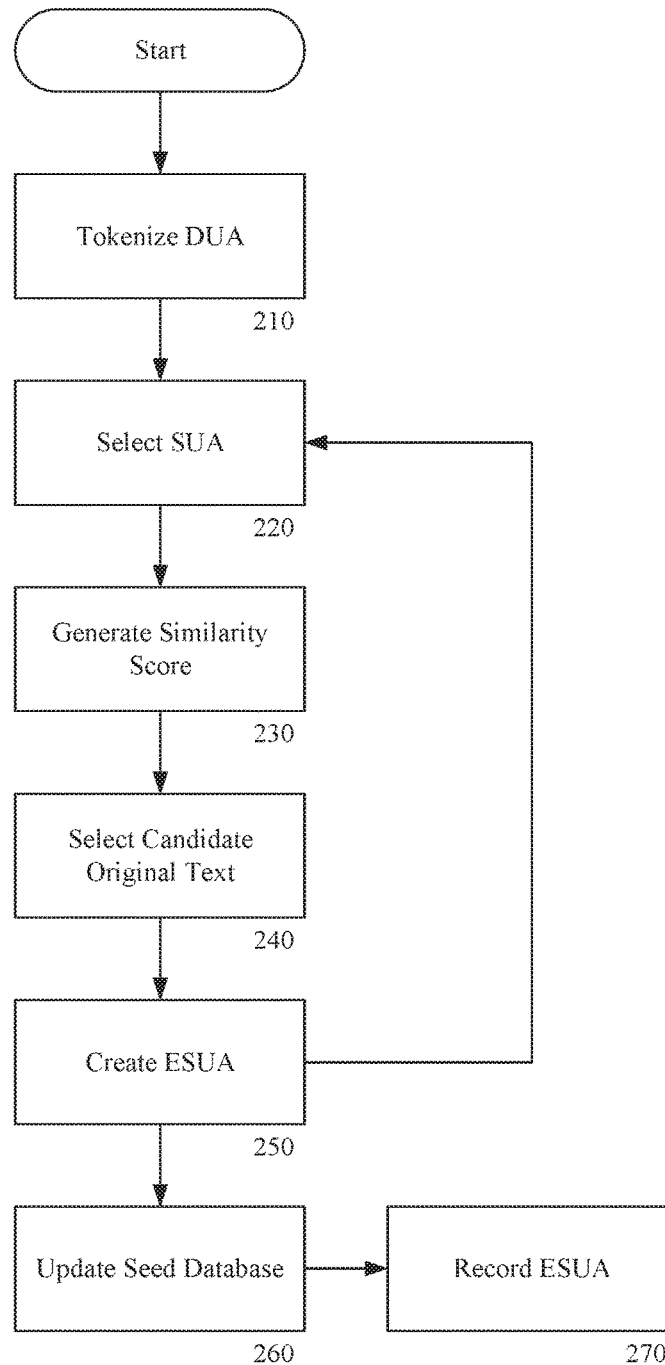 Start
Tokenize DUA
210
Select SUA
220
Generate Similarity
Score
230
Select Candidate
Original Text
240
Create ESUA
250
Update Seed Database
260
Record ESUA
270